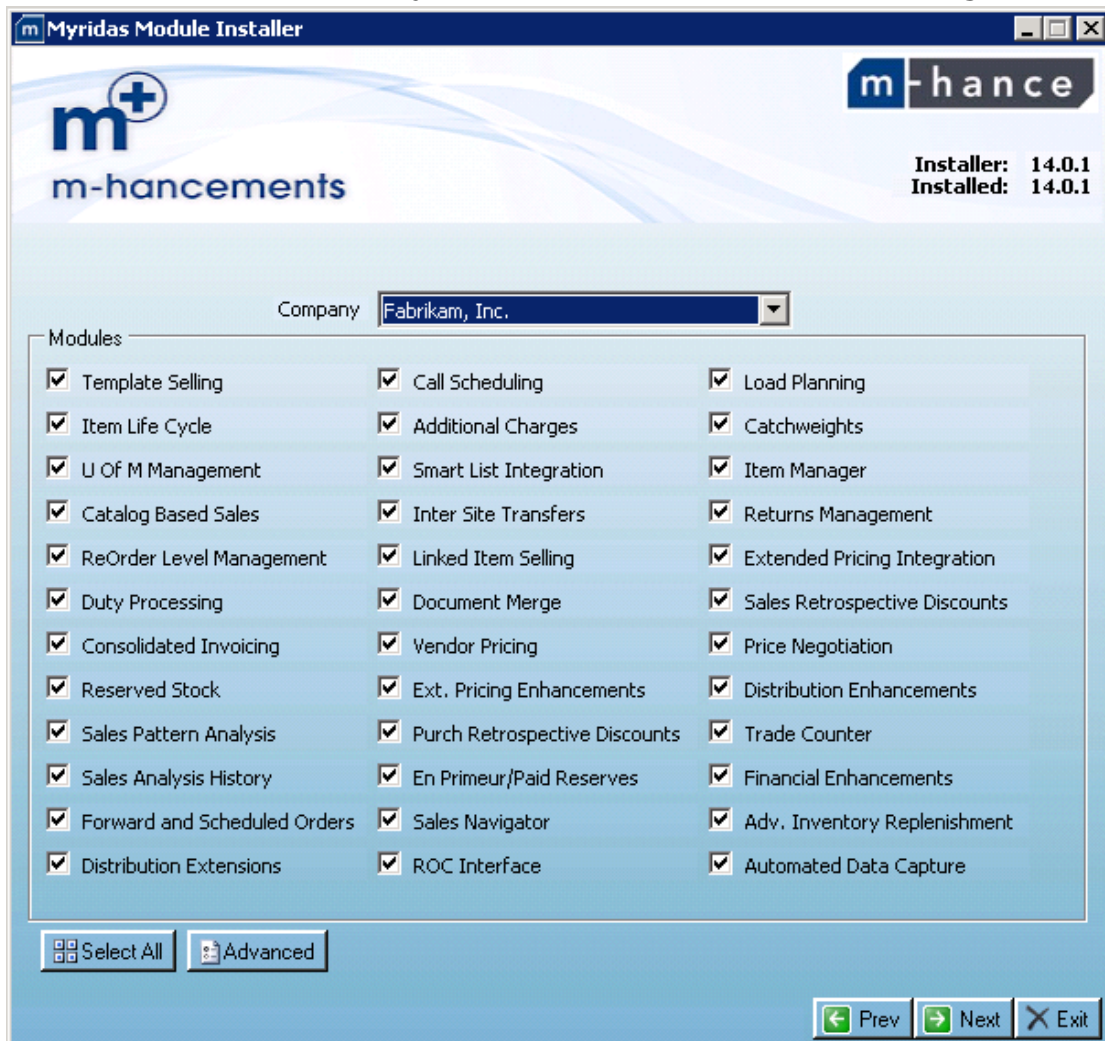 Myridas Module Installer
m-hance
m+
m-hancements
Installer: 14.0.1
Installed: 14.0.1
Company Fabrikam, Inc.
Modules
Template Selling Call Scheduling Load Planning
Item Life Cycle Additional Charges Catchweights
U Of M Management Smart List Integration Item Manager
Catalog Based Sales Inter Site Transfers Returns Management
ReOrder Level Management Linked Item Selling Extended Pricing Integration
Duty Processing Document Merge Sales Retrospective Discounts
Consolidated Invoicing Vendor Pricing Price Negotiation
Reserved Stock Ext. Pricing Enhancements Distribution Enhancements
Sales Pattern Analysis Purch Retrospective Discounts Trade Counter
Sales Analysis History En Primeur/Paid Reserves Financial Enhancements
Forward and Scheduled Orders Sales Navigator Adv. Inventory Replenishment
Distribution Extensions ROC Interface Automated Data Capture
Select All Advanced
Prev Next Exit